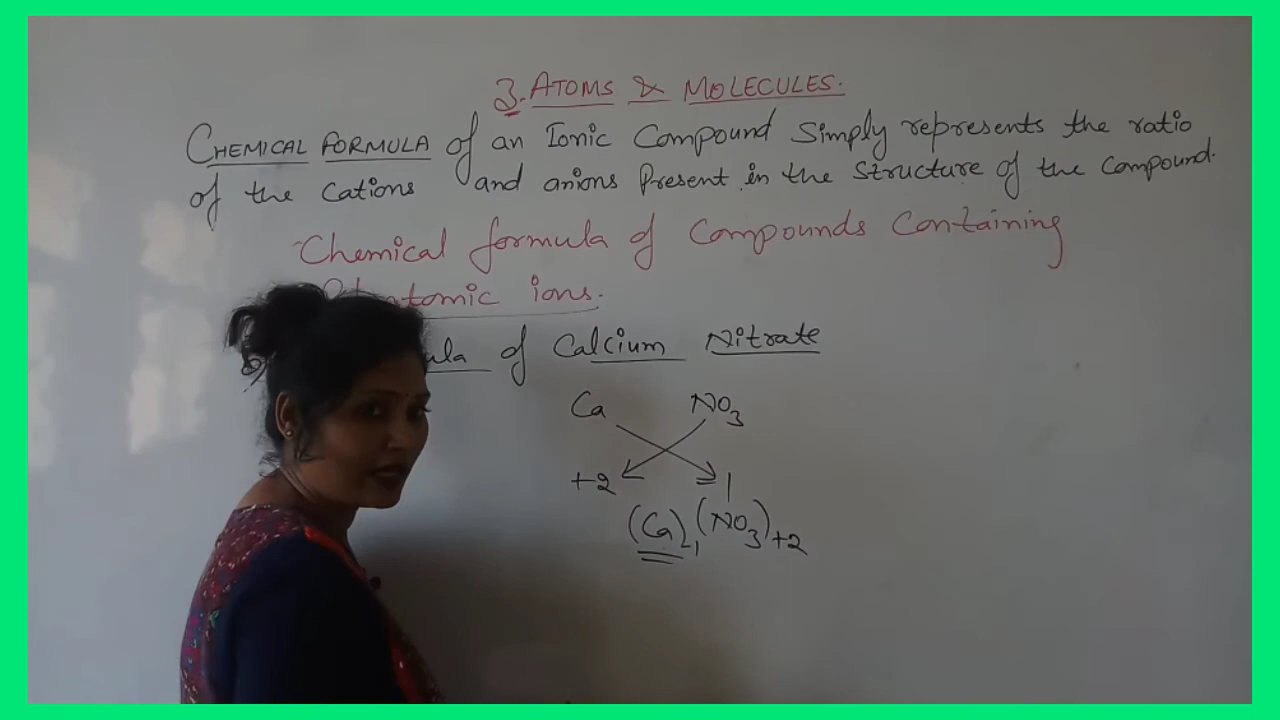 3. ATOMS & MOLECULES.
CHEMICAL FORMULA of an Ionic Compound Simply represents the ratio
of the Cations and anions Present in the Structure of the Compound.
Chemical formula of Compounds Containing
ions.
of Calcium Nitrate
Ca NO3
+2 -1
(Ca)-1 (NO3)+2